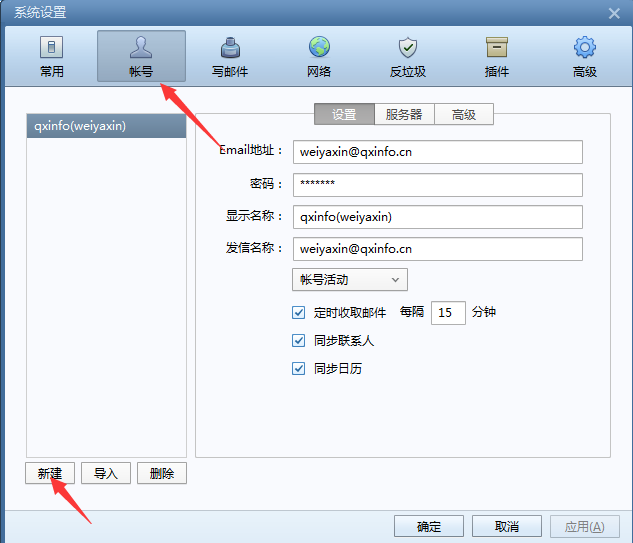 系统设置
常用 帐号 写邮件 网络 反垃圾 插件 高级
qxinfo(weiyaxin)
设置 服务器 高级
Email地址： weiyaxin@qxinfo.cn
密码： *******
显示名称： qxinfo(weiyaxin)
发信名称： weiyaxin@qxinfo.cn
帐号活动
定时收取邮件 每隔 15 分钟
同步联系人
同步日历
新建 导入 删除
确定 取消 应用(A)